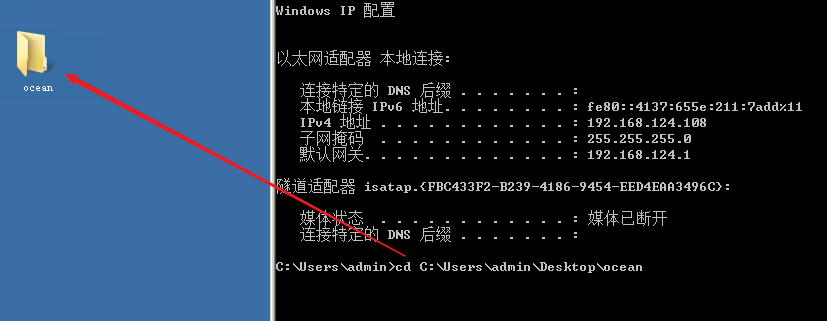 ocean
Windows IP 配置
以太网适配器 本地连接:
连接特定的 DNS 后缀 . . . . . . . :
本地链接 IPv6 地址. . . . . . . . : fe80::4137:655e:211:7add%11
IPv4 地址 . . . . . . . . . . . . : 192.168.124.108
子网掩码 . . . . . . . . . . . . : 255.255.255.0
默认网关. . . . . . . . . . . . . : 192.168.124.1
隧道适配器 isatap.{FBC433F2-B239-4186-9454-EED4EAA3496C}:
媒体状态 . . . . . . . . . . . . : 媒体已断开
连接特定的 DNS 后缀 . . . . . . . :
C:\Users\admin>cd C:\Users\admin\Desktop\ocean